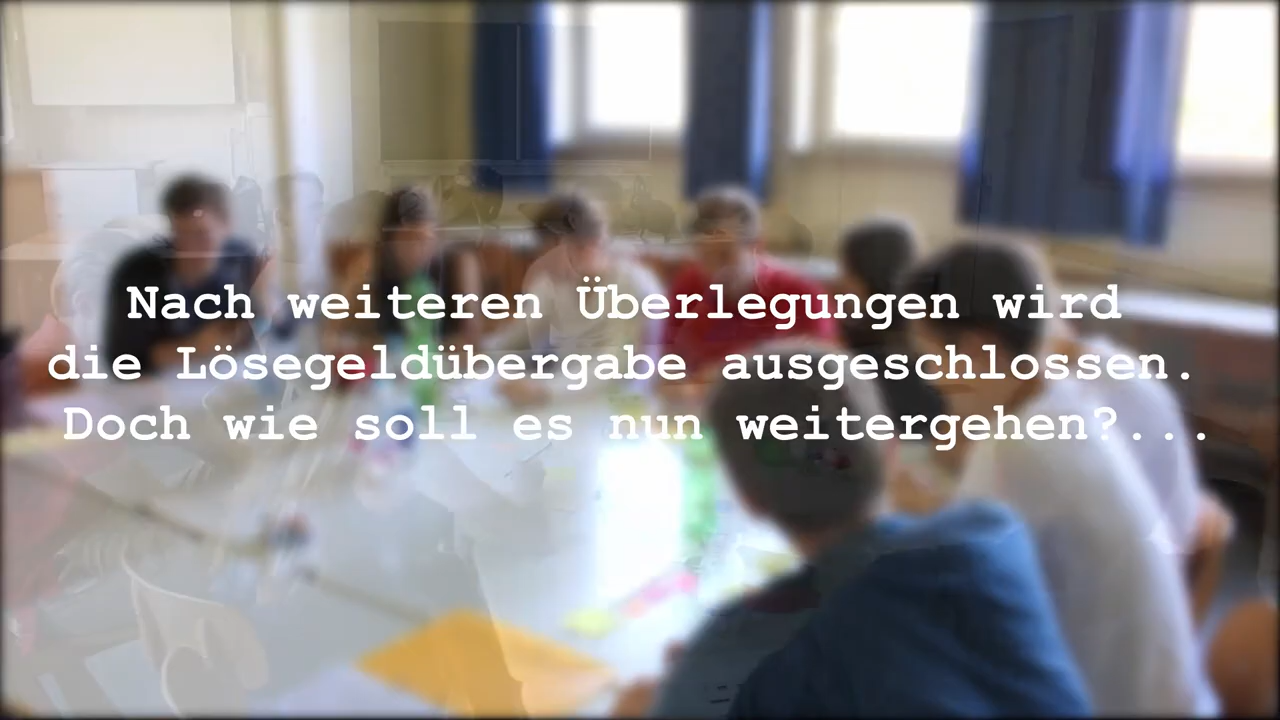 Nach weiteren Überlegungen wird
die Lösegeldübergabe ausgeschlossen.
Doch wie soll es nun weitergehen?...